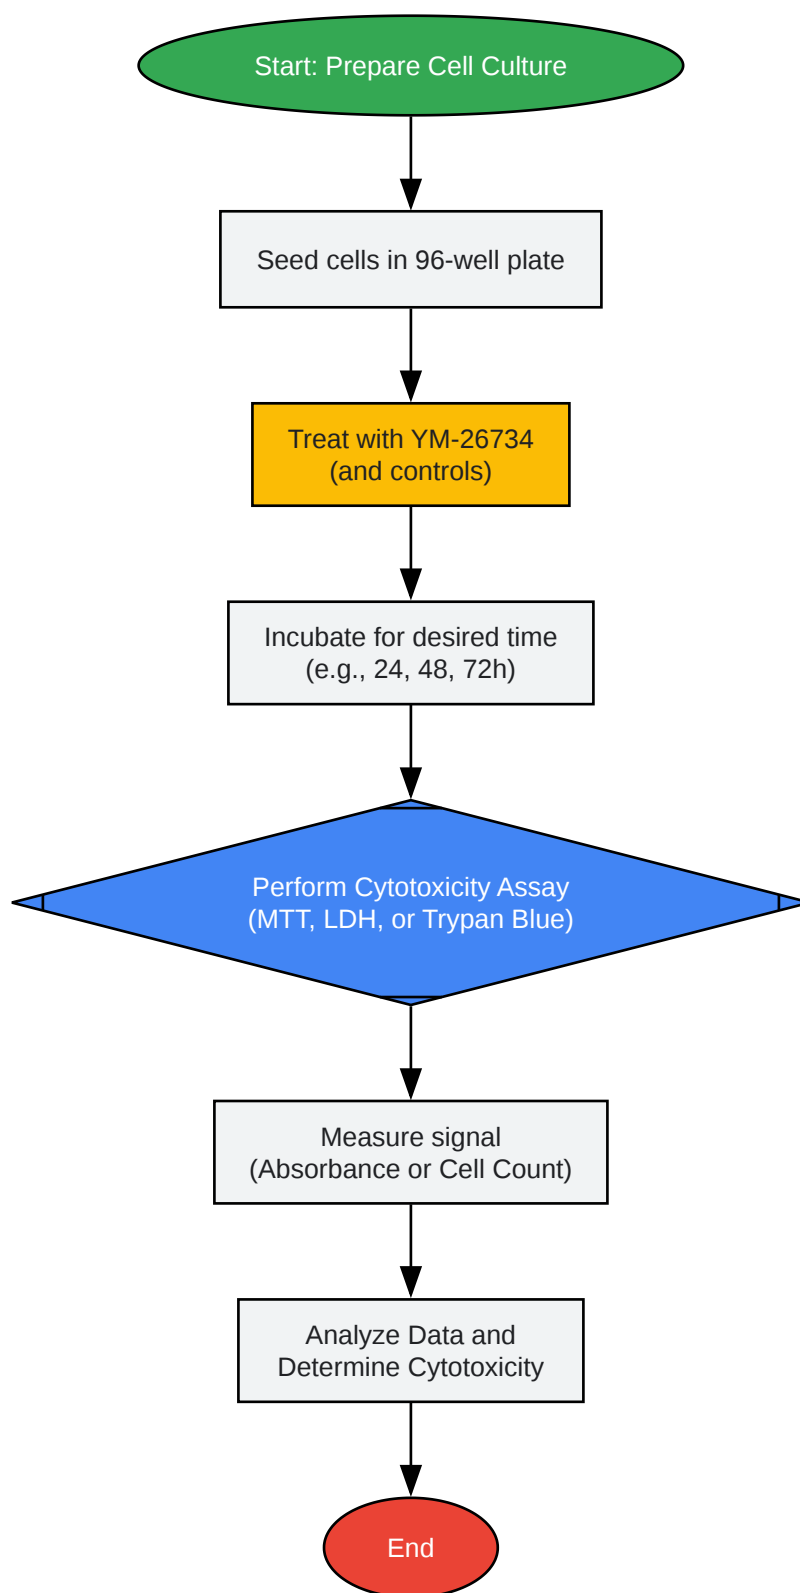 Start: Prepare Cell Culture
Seed cells in 96-well plate
Treat with YM-26734
(and controls)
Incubate for desired time
(e.g., 24, 48, 72h)
Perform Cytotoxicity Assay
(MTT, LDH, or Trypan Blue)
Measure signal
(Absorbance or Cell Count)
Analyze Data and
Determine Cytotoxicity
End